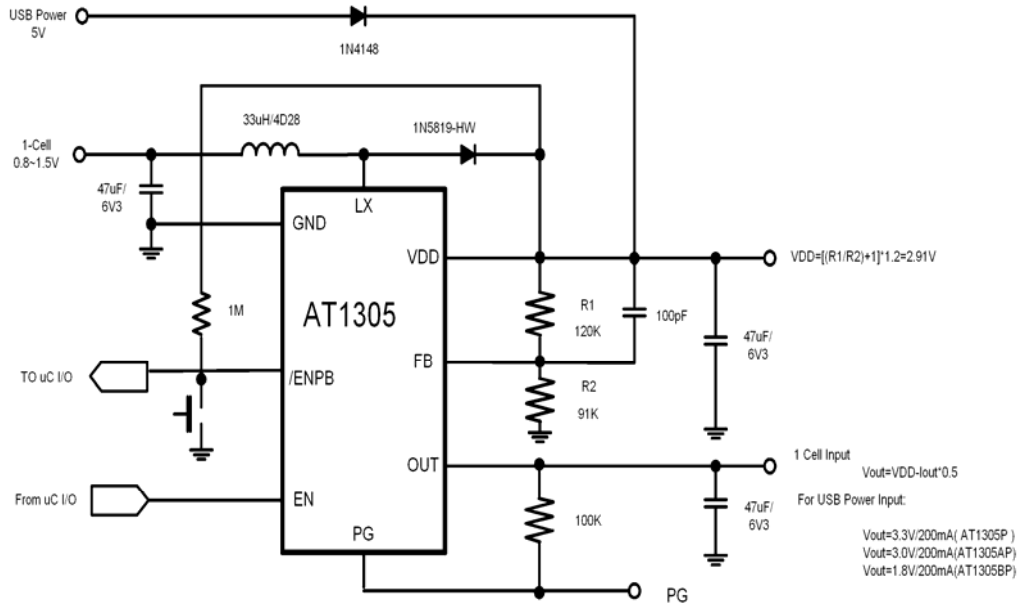 USB Power
5V
1N4148
33uH/4D28
1N5819-HW
1-Cell
0.8~1.5V
47uF/
6V3
LX
GND
VDD
VDD=[(R1/R2)+1]*1.2=2.91V
1M
AT1305
R1
120K
100pF
47uF/
6V3
FB
TO uC I/O
/ENPB
R2
91K
OUT
1 Cell Input
Vout=VDD-Iout*0.5
From uC I/O
EN
100K
47uF/
6V3
For USB Power Input:
PG
Vout=3.3V/200mA( AT1305P )
Vout=3.0V/200mA(AT1305AP)
Vout=1.8V/200mA(AT1305BP)
PG